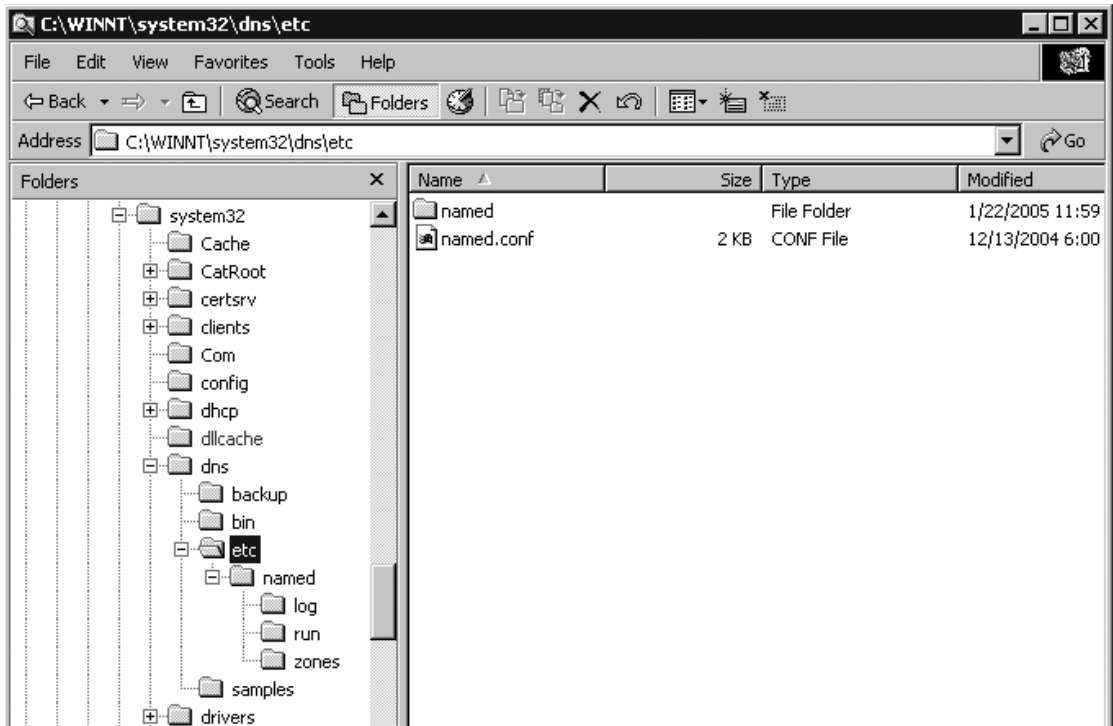 C:\WINNT\system32\dns\etc
File Edit View Favorites Tools Help
Back Search Folders
Address C:\WINNT\system32\dns\etc Go
Folders
system32
Cache
CatRoot
certsrv
clients
Com
config
dhcp
dllcache
dns
backup
bin
etc
named
log
run
zones
samples
drivers
Name Size Type Modified
named File Folder 1/22/2005 11:59
named.conf 2 KB CONF File 12/13/2004 6:00